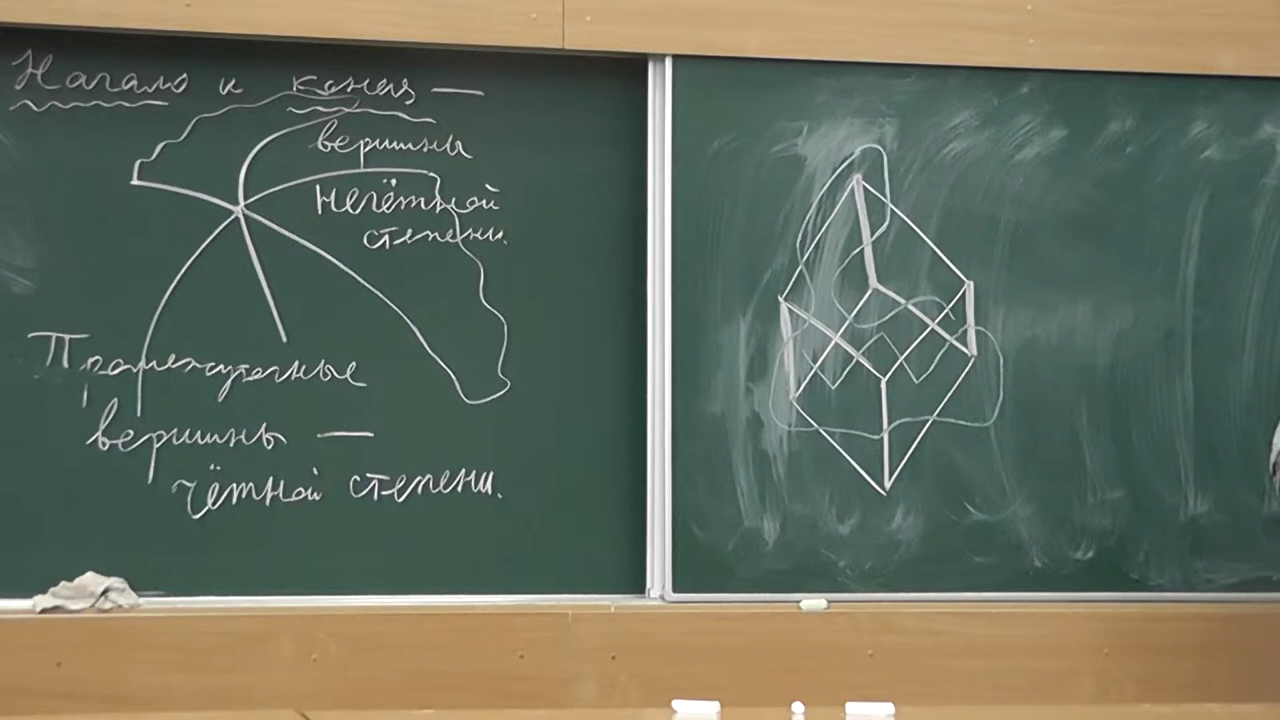 Начало и конец —
вершины
нечётной
степени.
Промежуточные
вершины —
чётной степени.